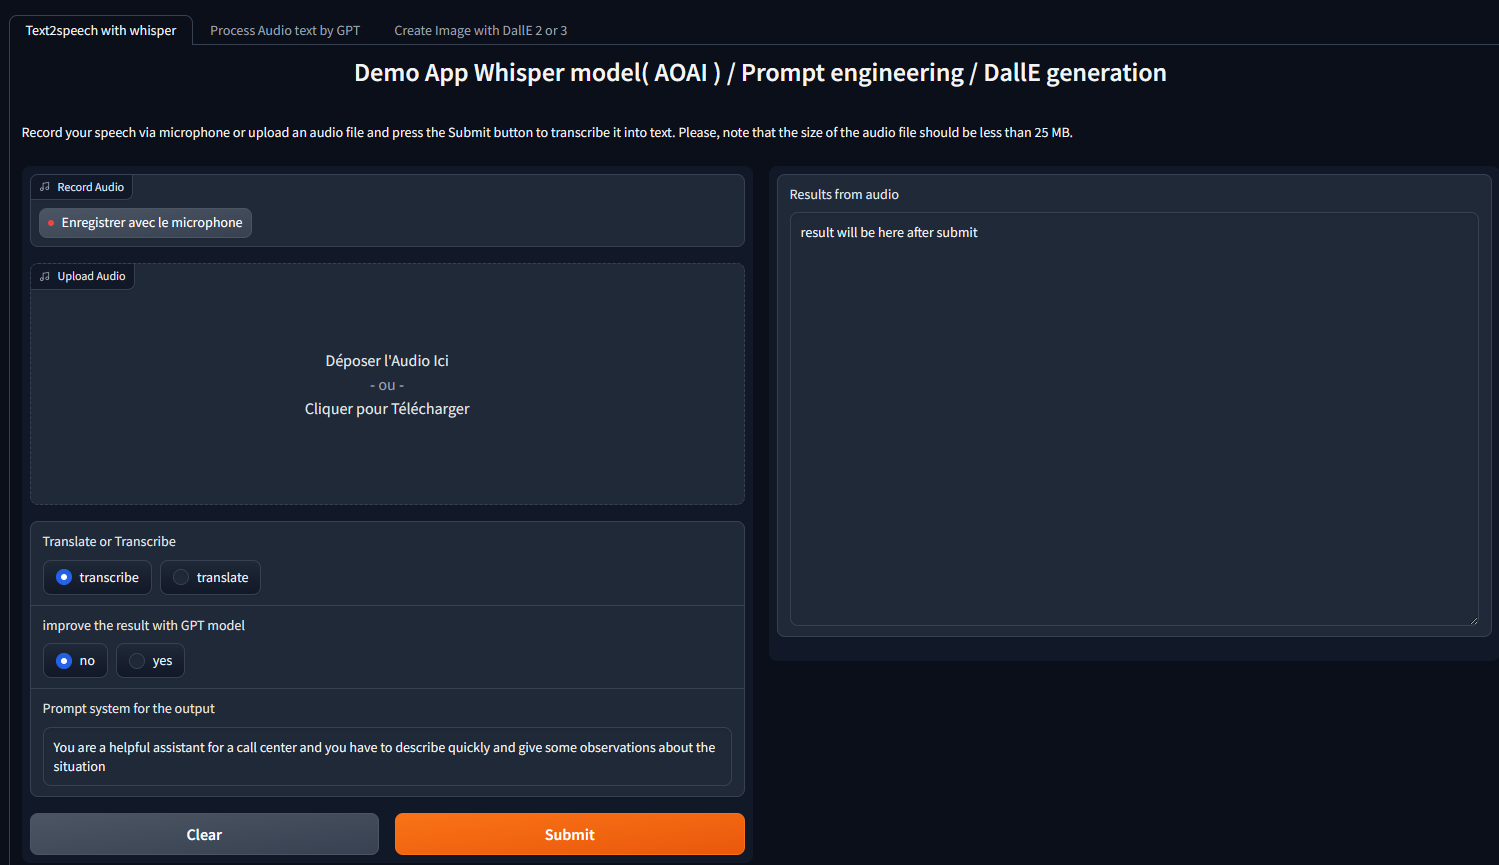 Text2speech with whisper
Process Audio text by GPT
Create Image with DallE 2 or 3
Demo App Whisper model( AOAI ) / Prompt engineering / DallE generation
Record your speech via microphone or upload an audio file and press the Submit button to transcribe it into text. Please, note that the size of the audio file should be less than 25 MB.
Record Audio
Enregistrer avec le microphone
Upload Audio
Déposer l'Audio Ici
- ou -
Cliquer pour Télécharger
Translate or Transcribe
transcribe
translate
improve the result with GPT model
no
yes
Prompt system for the output
You are a helpful assistant for a call center and you have to describe quickly and give some observations about the
situation
Clear
Submit
Results from audio
result will be here after submit